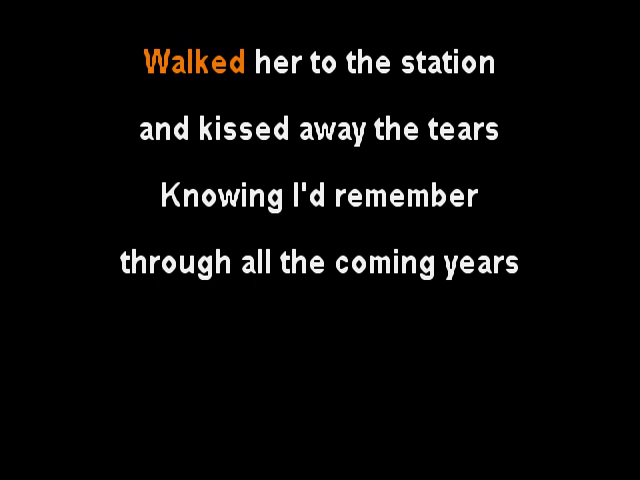 Walked her to the station
and kissed away the tears
Knowing I'd remember
through all the coming years